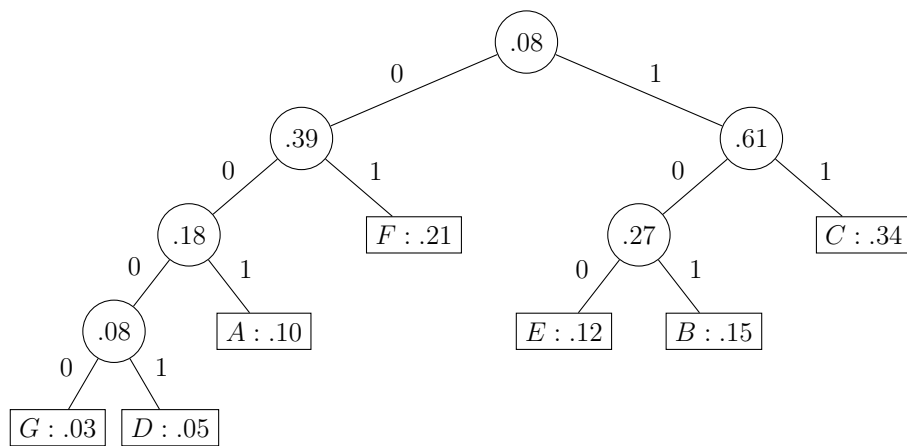 .08
0 1
.39 .61
0 1 0 1
.18 F : .21 .27 C : .34
0 1 0 1
.08 A : .10 E : .12 B : .15
0 1
G : .03 D : .05